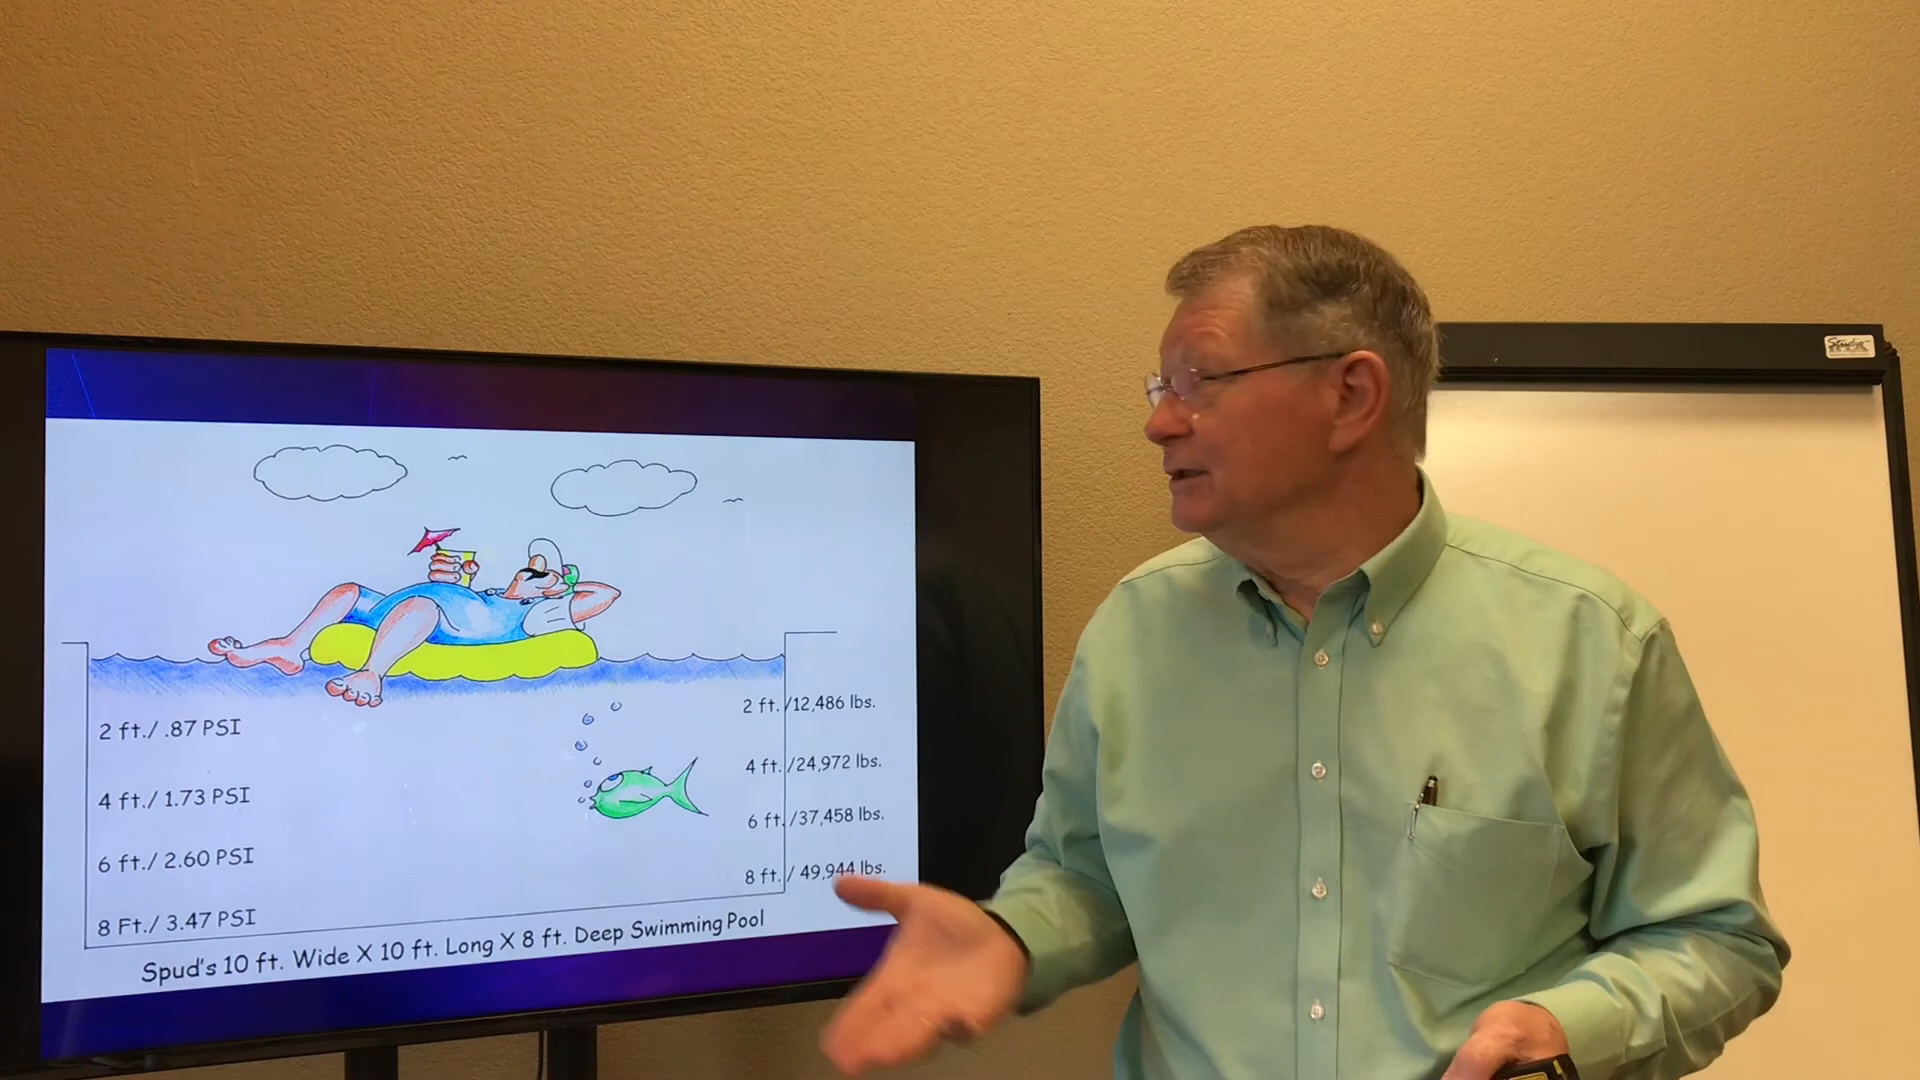 Studio
2 ft./ .87 PSI
2 ft./12,486 lbs.
4 ft./ 1.73 PSI
4 ft./24,972 lbs.
6 ft./ 2.60 PSI
6 ft./37,458 lbs.
8 Ft./ 3.47 PSI
8 ft./ 49,944 lbs.
Spud's 10 ft. Wide X 10 ft. Long X 8 ft. Deep Swimming Pool